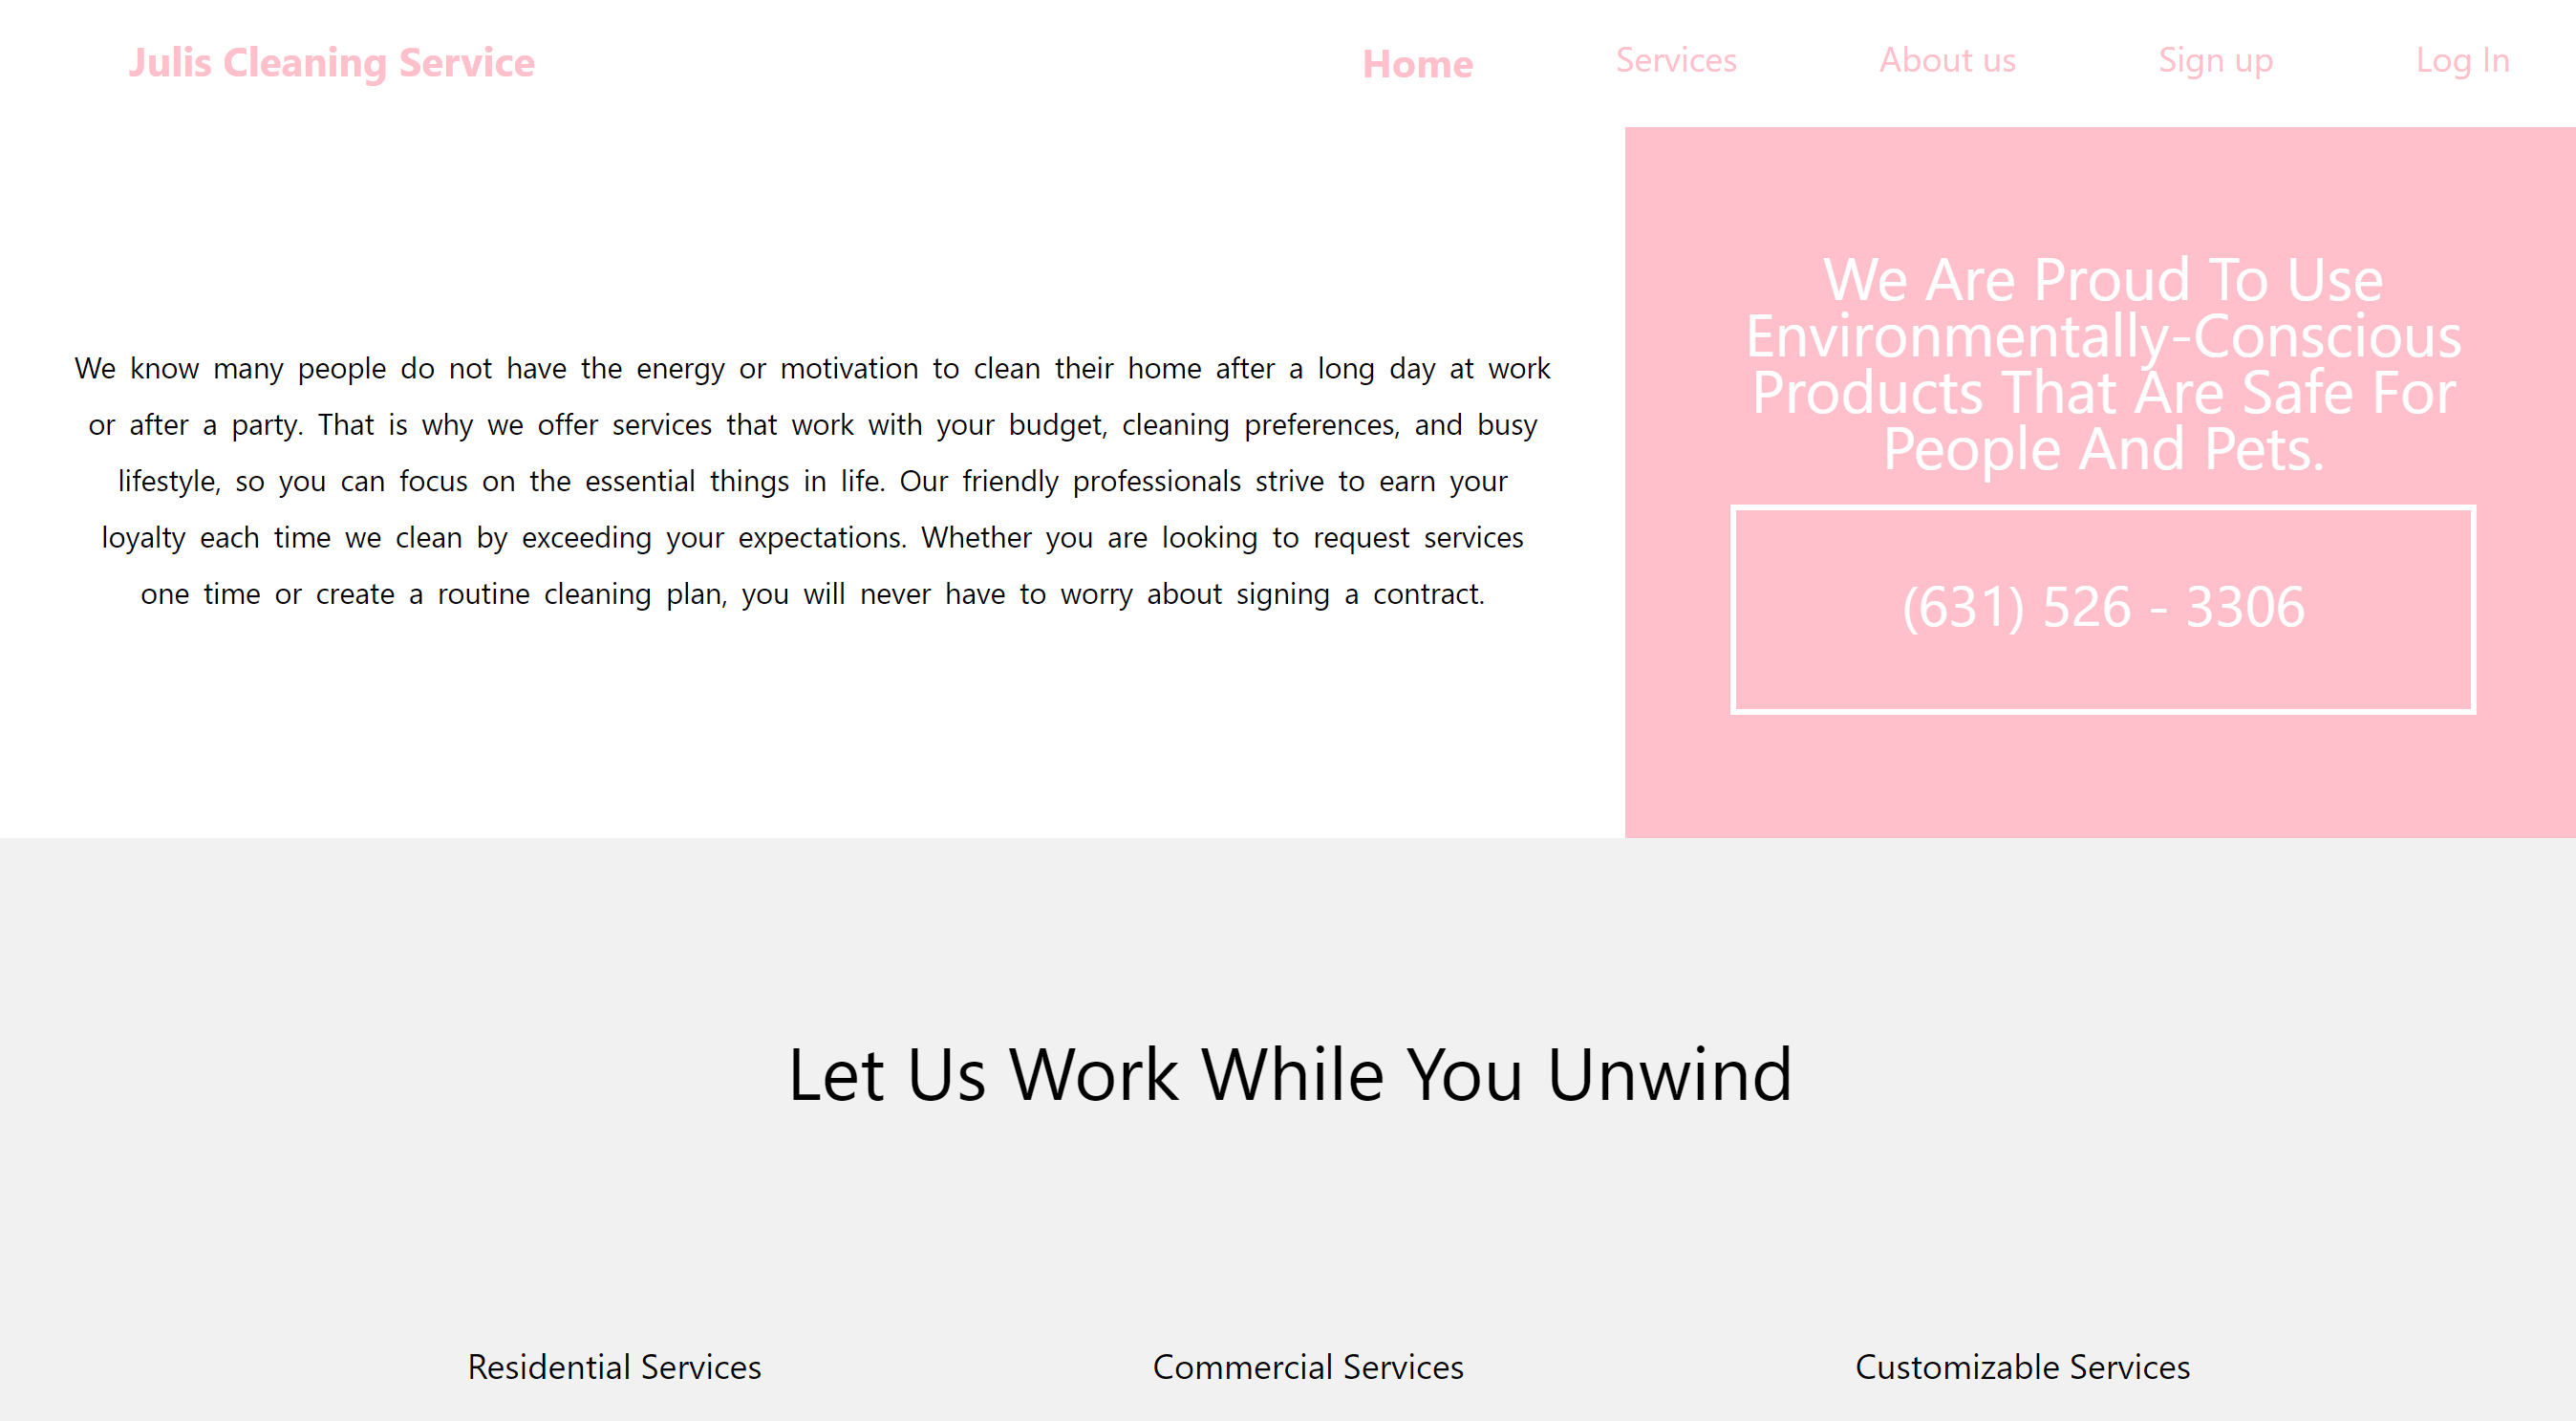 Julis Cleaning Service
Home
Services
About us
Sign up
Log In
We know many people do not have the energy or motivation to clean their home after a long day at work
or after a party. That is why we offer services that work with your budget, cleaning preferences, and busy
lifestyle, so you can focus on the essential things in life. Our friendly professionals strive to earn your
loyalty each time we clean by exceeding your expectations. Whether you are looking to request services
one time or create a routine cleaning plan, you will never have to worry about signing a contract.
We Are Proud To Use
Environmentally-Conscious
Products That Are Safe For
People And Pets.
(631) 526 - 3306
Let Us Work While You Unwind
Residential Services
Commercial Services
Customizable Services